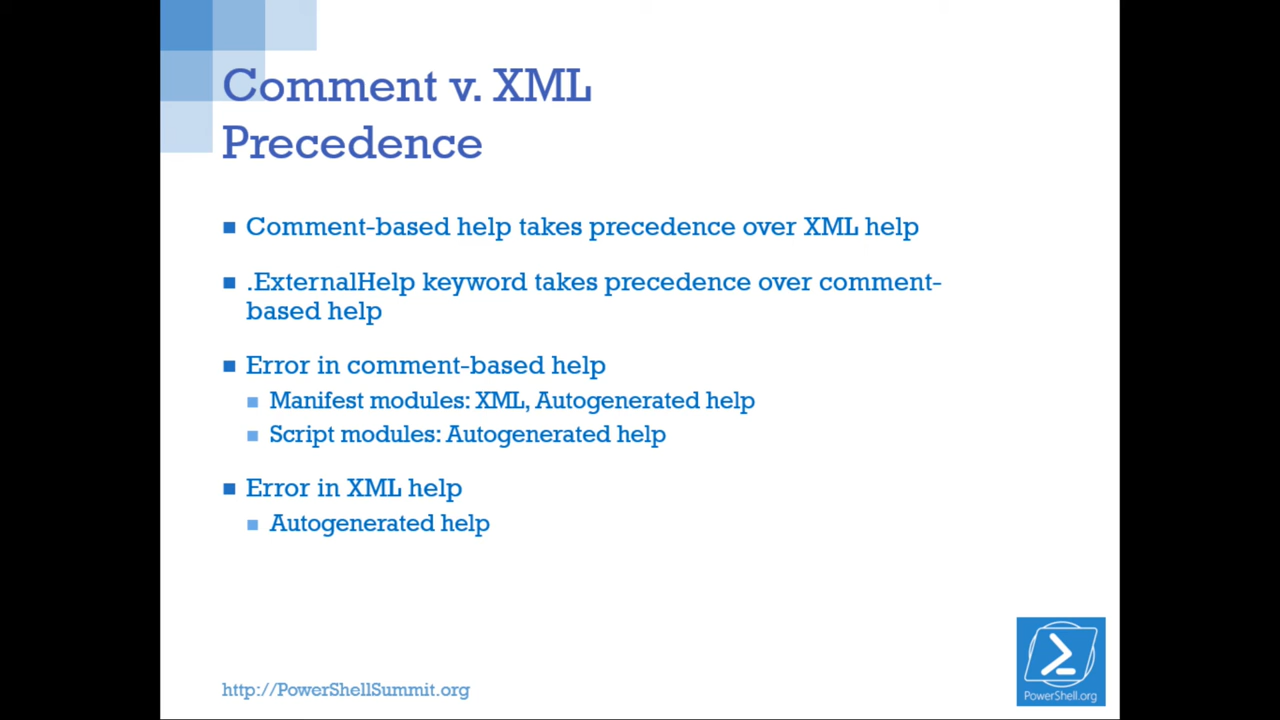 Comment v. XML
Precedence
Comment-based help takes precedence over XML help
.ExternalHelp keyword takes precedence over comment-
based help
Error in comment-based help
Manifest modules: XML, Autogenerated help
Script modules: Autogenerated help
Error in XML help
Autogenerated help
http://PowerShellSummit.org
PowerShell.org